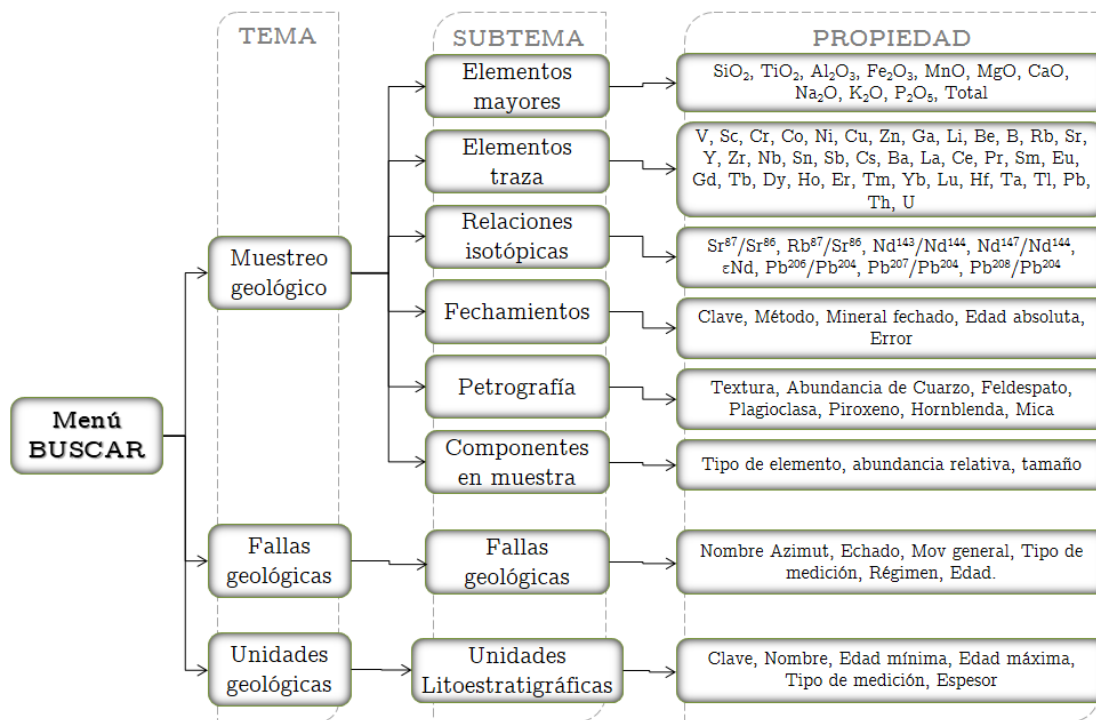 TEMA
SUBTEMA
PROPIEDAD
Menú
BUSCAR
Muestreo
geológico
Elementos
mayores
SiO₂, TiO₂, Al₂O₃, Fe₂O₃, MnO, MgO, CaO,
Na₂O, K₂O, P₂O₅, Total
Elementos
traza
V, Sc, Cr, Co, Ni, Cu, Zn, Ga, Li, Be, B, Rb, Sr,
Y, Zr, Nb, Sn, Sb, Cs, Ba, La, Ce, Pr, Sm, Eu,
Gd, Tb, Dy, Ho, Er, Tm, Yb, Lu, Hf, Ta, Tl, Pb,
Th, U
Relaciones
isotópicas
Sr⁸⁷/Sr⁸⁶, Rb⁸⁷/Sr⁸⁶, Nd¹⁴³/Nd¹⁴⁴, Nd¹⁴⁷/Nd¹⁴⁴,
εNd, Pb²⁰⁶/Pb²⁰⁴, Pb²⁰⁷/Pb²⁰⁴, Pb²⁰⁸/Pb²⁰⁴
Fechamientos
Clave, Método, Mineral fechado, Edad absoluta,
Error
Petrografía
Textura, Abundancia de Cuarzo, Feldespato,
Plagioclasa, Piroxeno, Hornblenda, Mica
Componentes
en muestra
Tipo de elemento, abundancia relativa, tamaño
Fallas
geológicas
Fallas
geológicas
Nombre Azimut, Echado, Mov general, Tipo de
medición, Régimen, Edad.
Unidades
geológicas
Unidades
Litoestratigráficas
Clave, Nombre, Edad mínima, Edad máxima,
Tipo de medición, Espesor